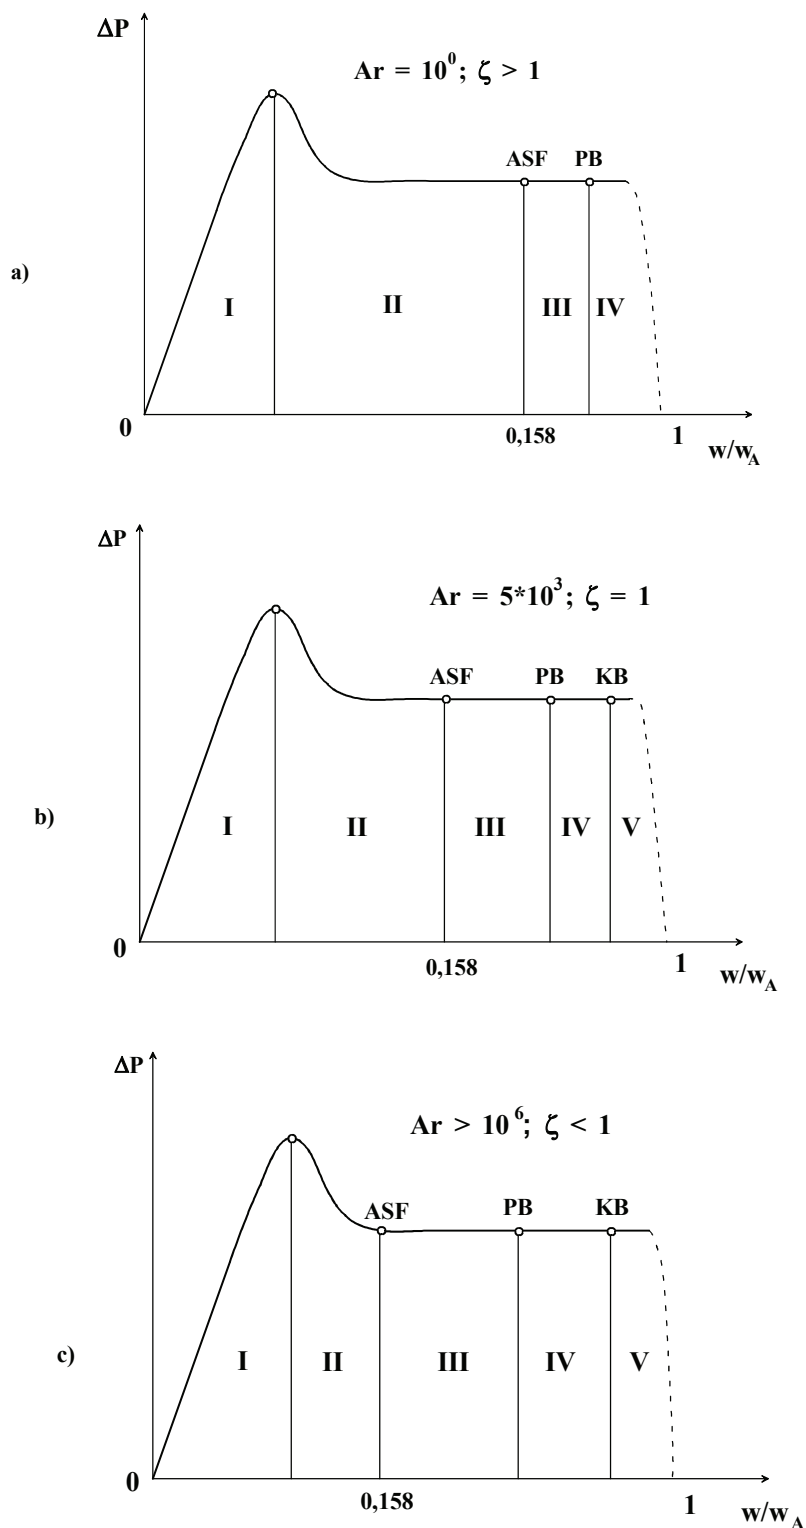 ΔP
Ar = 10⁰; ζ > 1
ASF PB
a)
I II III IV
0 0,158 1
w/w_A
ΔP
Ar = 5*10³; ζ = 1
ASF PB KB
b)
I II III IV V
0 0,158 1
w/w_A
ΔP
Ar > 10⁶; ζ < 1
ASF PB KB
c)
I II III IV V
0 0,158 1
w/w_A